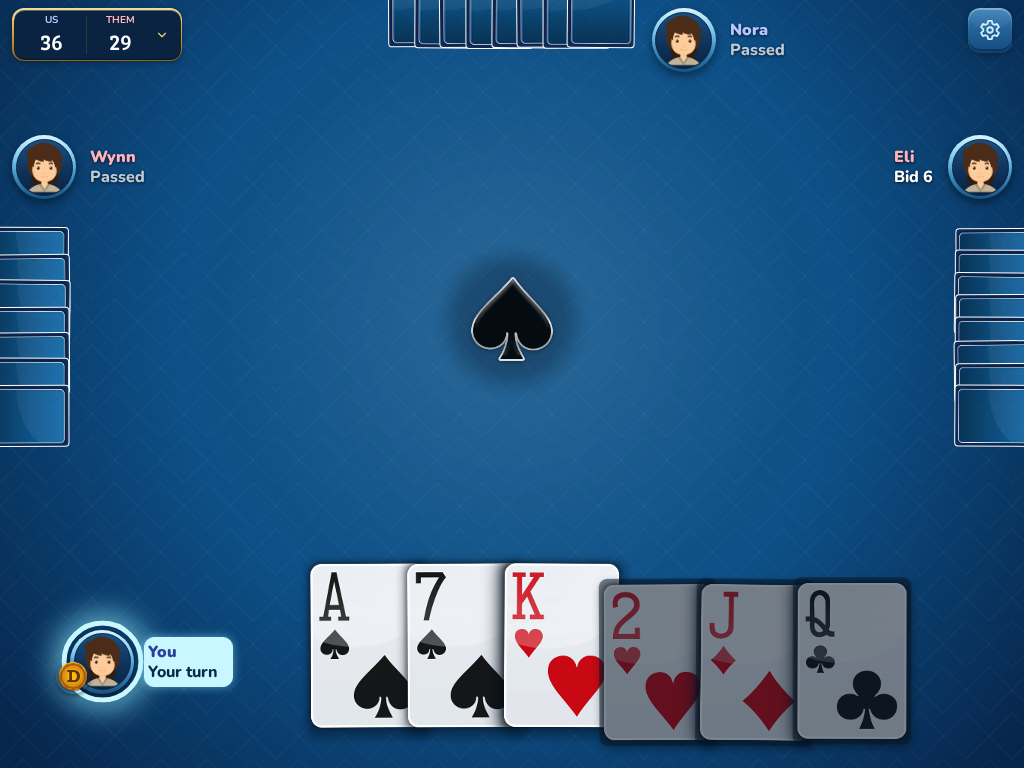 US THEM
36 29
Nora
Passed
Wynn
Passed
Eli
Bid 6
A 7 K 2 J Q
You
Your turn
D